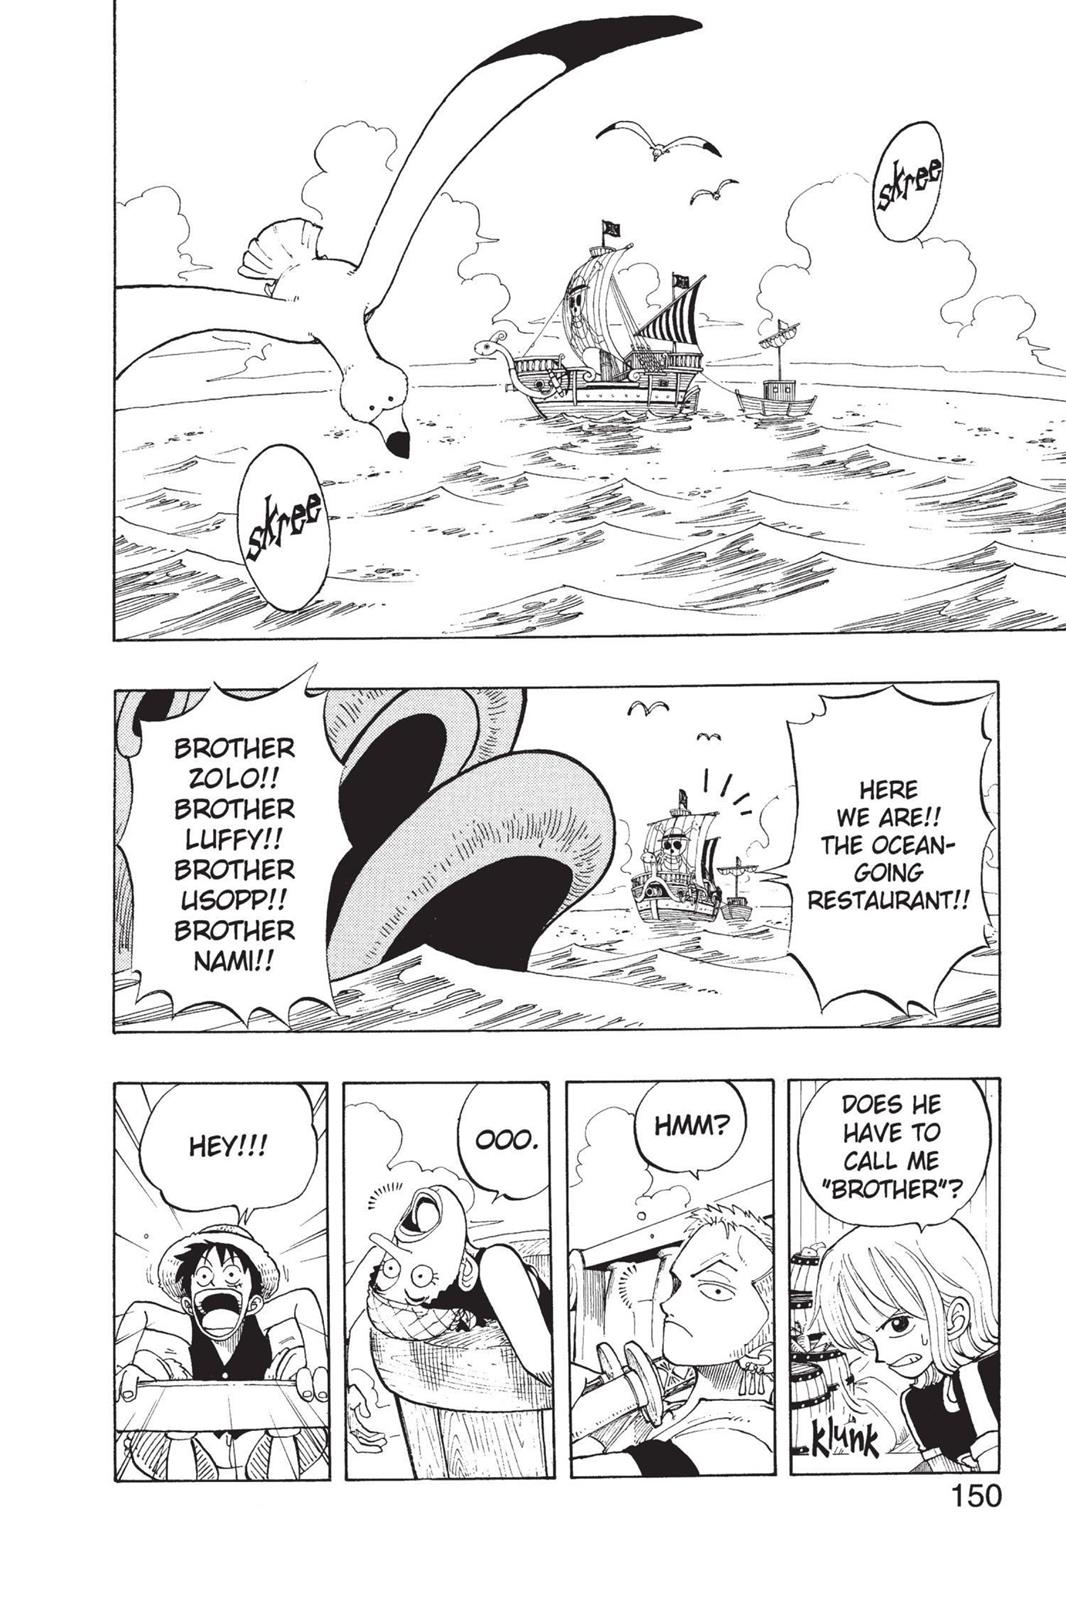 skree
skree
HERE
WE ARE!!
THE OCEAN-
GOING
RESTAURANT!!
BROTHER
ZOLO!!
BROTHER
LUFFY!!
BROTHER
USOPP!!
BROTHER
NAMI!!
DOES HE
HAVE TO
CALL ME
"BROTHER"?
klunk
HMM?
OOO.
HEY!!!
150